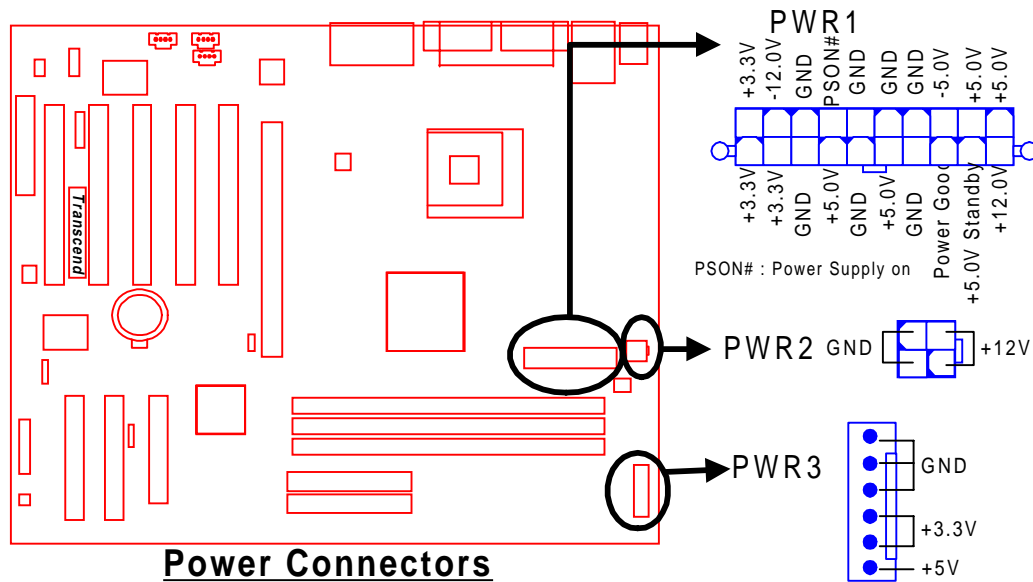 PWR1
+3.3V
-12.0V
GND
PSON#
GND
GND
GND
-5.0V
+5.0V
+5.0V
+3.3V
+3.3V
GND
+5.0V
GND
+5.0V
GND
Power Good
+5.0V Standby
+12.0V
PSON# : Power Supply on
Transcend
PWR2
GND
+12V
PWR3
GND
+3.3V
+5V
Power Connectors